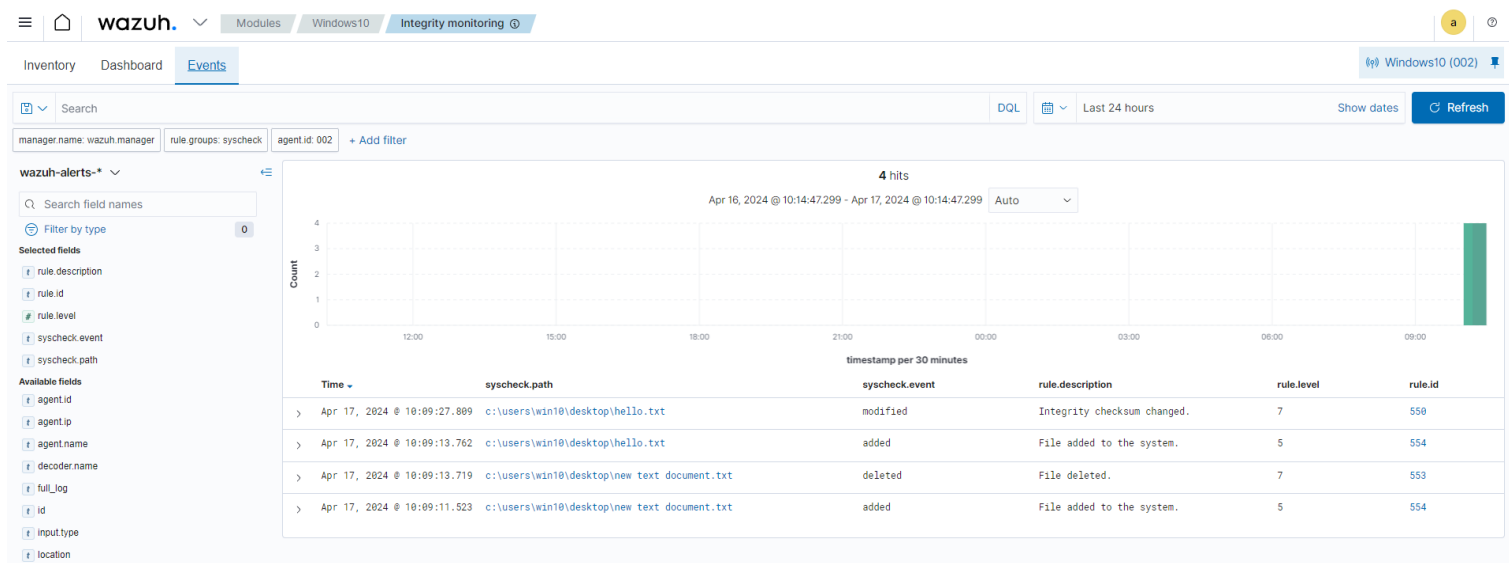 wazuh. Modules Windows10 Integrity monitoring a
Inventory Dashboard Events Windows10 (002)
Search DQL Last 24 hours Show dates Refresh
manager.name: wazuh.manager rule.groups: syscheck agent.id: 002 + Add filter
wazuh-alerts-*
Search field names
Filter by type 0
Selected fields
t rule.description
t rule.id
# rule.level
t syscheck.event
t syscheck.path
Available fields
t agent.id
t agent.ip
t agent.name
t decoder.name
t full_log
t id
t input.type
t location
4 hits
Apr 16, 2024 @ 10:14:47.299 - Apr 17, 2024 @ 10:14:47.299 Auto
Count
4
3
2
1
0
12:00 15:00 18:00 21:00 00:00 03:00 06:00 09:00
timestamp per 30 minutes
Time syscheck.path syscheck.event rule.description rule.level rule.id
Apr 17, 2024 @ 10:09:27.809 c:\users\win10\desktop\hello.txt modified Integrity checksum changed. 7 550
Apr 17, 2024 @ 10:09:13.762 c:\users\win10\desktop\hello.txt added File added to the system. 5 554
Apr 17, 2024 @ 10:09:13.719 c:\users\win10\desktop\new text document.txt deleted File deleted. 7 553
Apr 17, 2024 @ 10:09:11.523 c:\users\win10\desktop\new text document.txt added File added to the system. 5 554